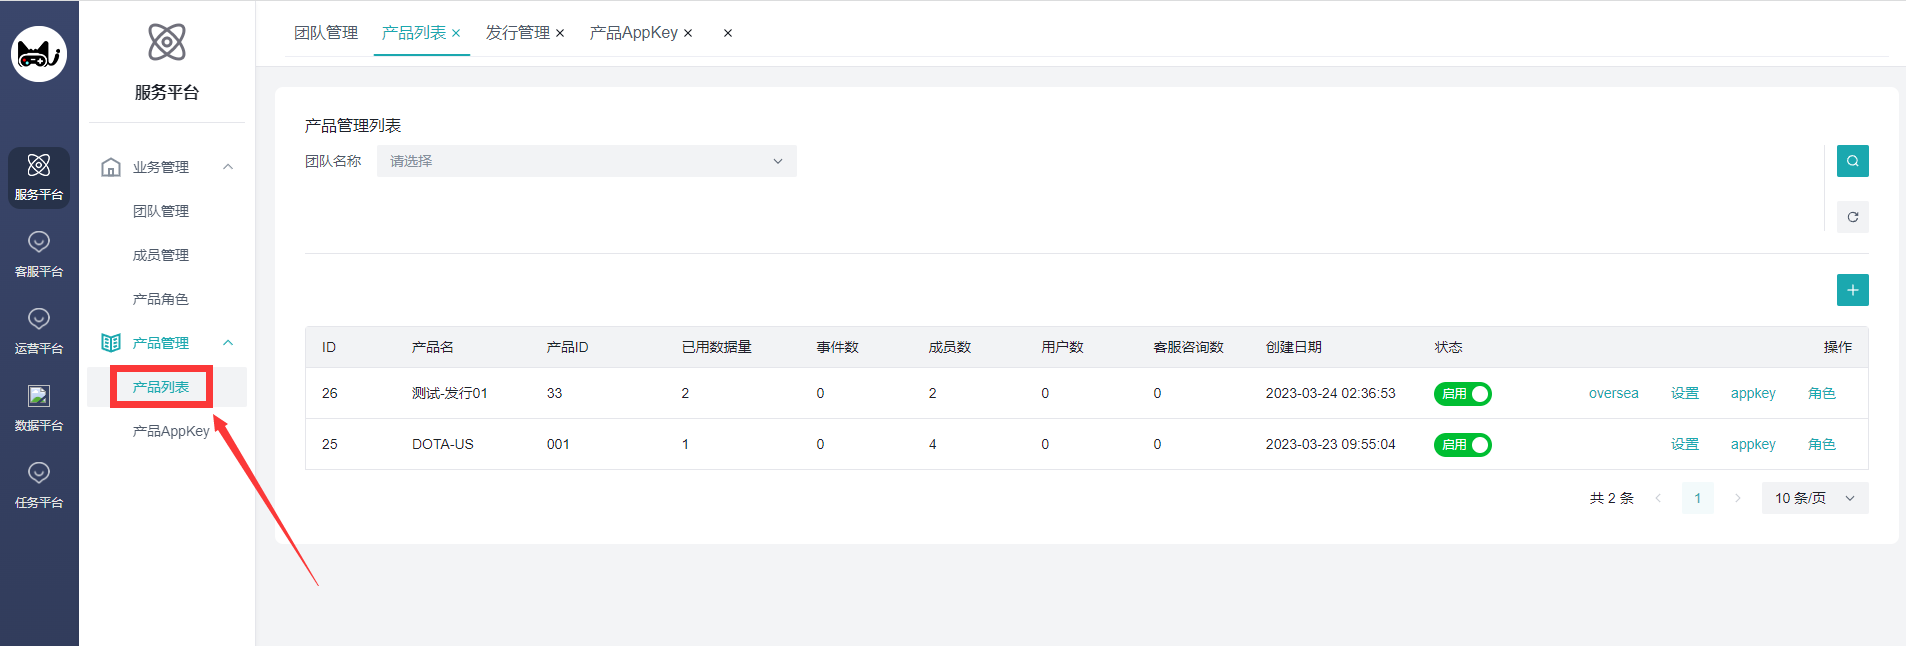 服务平台
客服平台
运营平台
数据平台
任务平台
服务平台
业务管理
团队管理
成员管理
产品角色
产品管理
产品列表
产品AppKey
团队管理 产品列表 × 发行管理 × 产品AppKey × ×
产品管理列表
团队名称 请选择
ID 产品名 产品ID 已用数据量 事件数 成员数 用户数 客服咨询数 创建日期 状态 操作
26 测试-发行01 33 2 0 2 0 0 2023-03-24 02:36:53 启用 oversea 设置 appkey 角色
25 DOTA-US 001 1 0 4 0 0 2023-03-23 09:55:04 启用 设置 appkey 角色
共 2 条 1 10 条/页